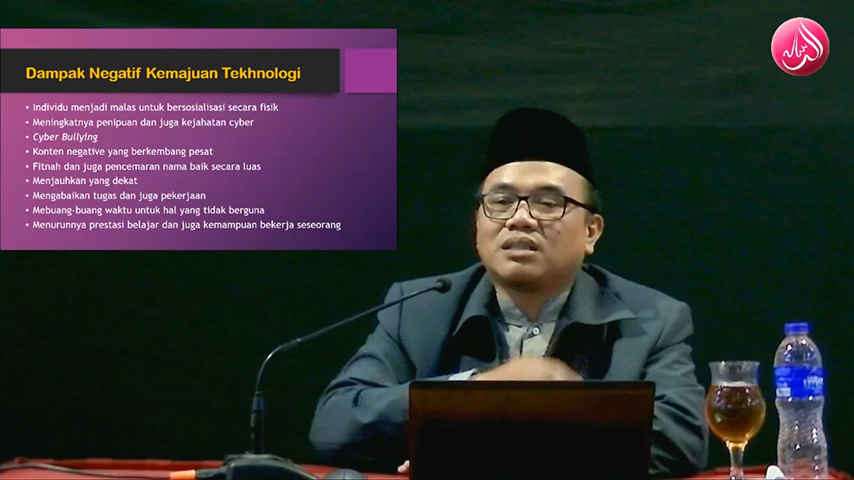 Dampak Negatif Kemajuan Tekhnologi
• Individu menjadi malas untuk bersosialisasi secara fisik
• Meningkatnya penipuan dan juga kejahatan cyber
• Cyber Bullying
• Konten negative yang berkembang pesat
• Fitnah dan juga pencemaran nama baik secara luas
• Menjauhkan yang dekat
• Mengabaikan tugas dan juga pekerjaan
• Mebuang-buang waktu untuk hal yang tidak berguna
• Menurunnya prestasi belajar dan juga kemampuan bekerja seseorang